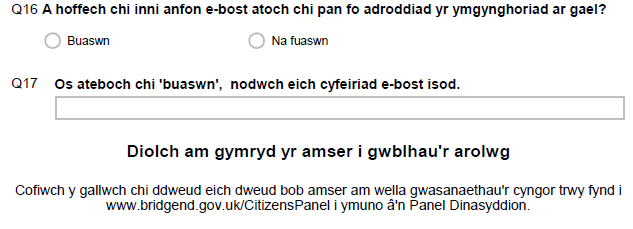 Q16 A hoffech chi inni anfon e-bost atoch chi pan fo adroddiad yr ymgynghoriad ar gael?
Buaswn Na fuaswn
Q17 Os ateboch chi 'buaswn', nodwch eich cyfeiriad e-bost isod.
Diolch am gymryd yr amser i gwblhau'r arolwg
Cofiwch y gallwch chi ddweud eich dweud bob amser am wella gwasanaethau'r cyngor trwy fynd i
www.bridgend.gov.uk/CitizensPanel i ymuno â'n Panel Dinasyddion.